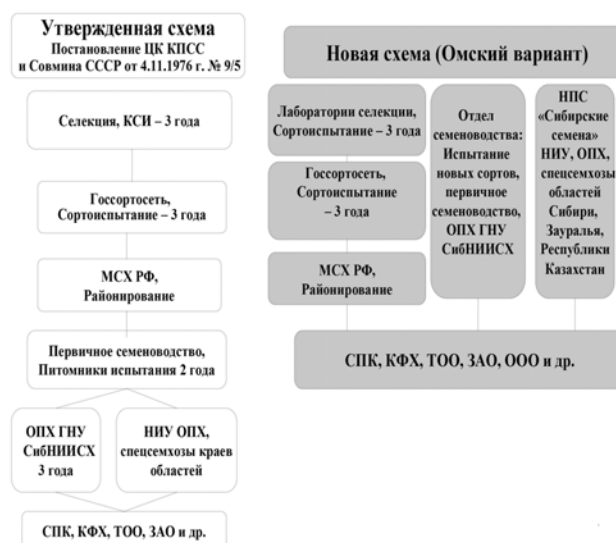 Утвержденная схема
Постановление ЦК КПСС
и Совмина СССР от 4.11.1976 г. № 9/5
Селекция, КСИ – 3 года
Госсортосеть,
Сортоиспытание – 3 года
МСХ РФ,
Районирование
Первичное семеноводство,
Питомники испытания 2 года
ОПХ ГНУ
СибНИИСХ
3 года
НИУ ОПХ,
спецсемхозы краев
областей
СПК, КФХ, ТОО, ЗАО и др.
Новая схема (Омский вариант)
Лаборатории селекции,
Сортоиспытание – 3 года
Госсортосеть,
Сортоиспытание
– 3 года
МСХ РФ,
Районирование
Отдел
семеноводства:
Испытание
новых сортов,
первичное
семеноводство,
ОПХ ГНУ
СибНИИСХ
НПС
«Сибирские
семена»
НИУ, ОПХ,
спецсемхозы
областей
Сибири,
Зауралья,
Республики
Казахстан
СПК, КФХ, ТОО, ЗАО, ООО и др.